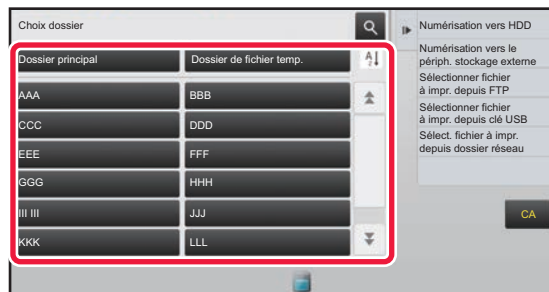 Choix dossier
Dossier principal
Dossier de fichier temp.
AAA
BBB
CCC
DDD
EEE
FFF
GGG
HHH
III III
JJJ
KKK
LLL
A
Z
Numérisation vers HDD
Numérisation vers le
périph. stockage externe
Sélectionner fichier
à impr. depuis FTP
Sélectionner fichier
à impr. depuis clé USB
Sélect. fichier à impr.
depuis dossier réseau
CA